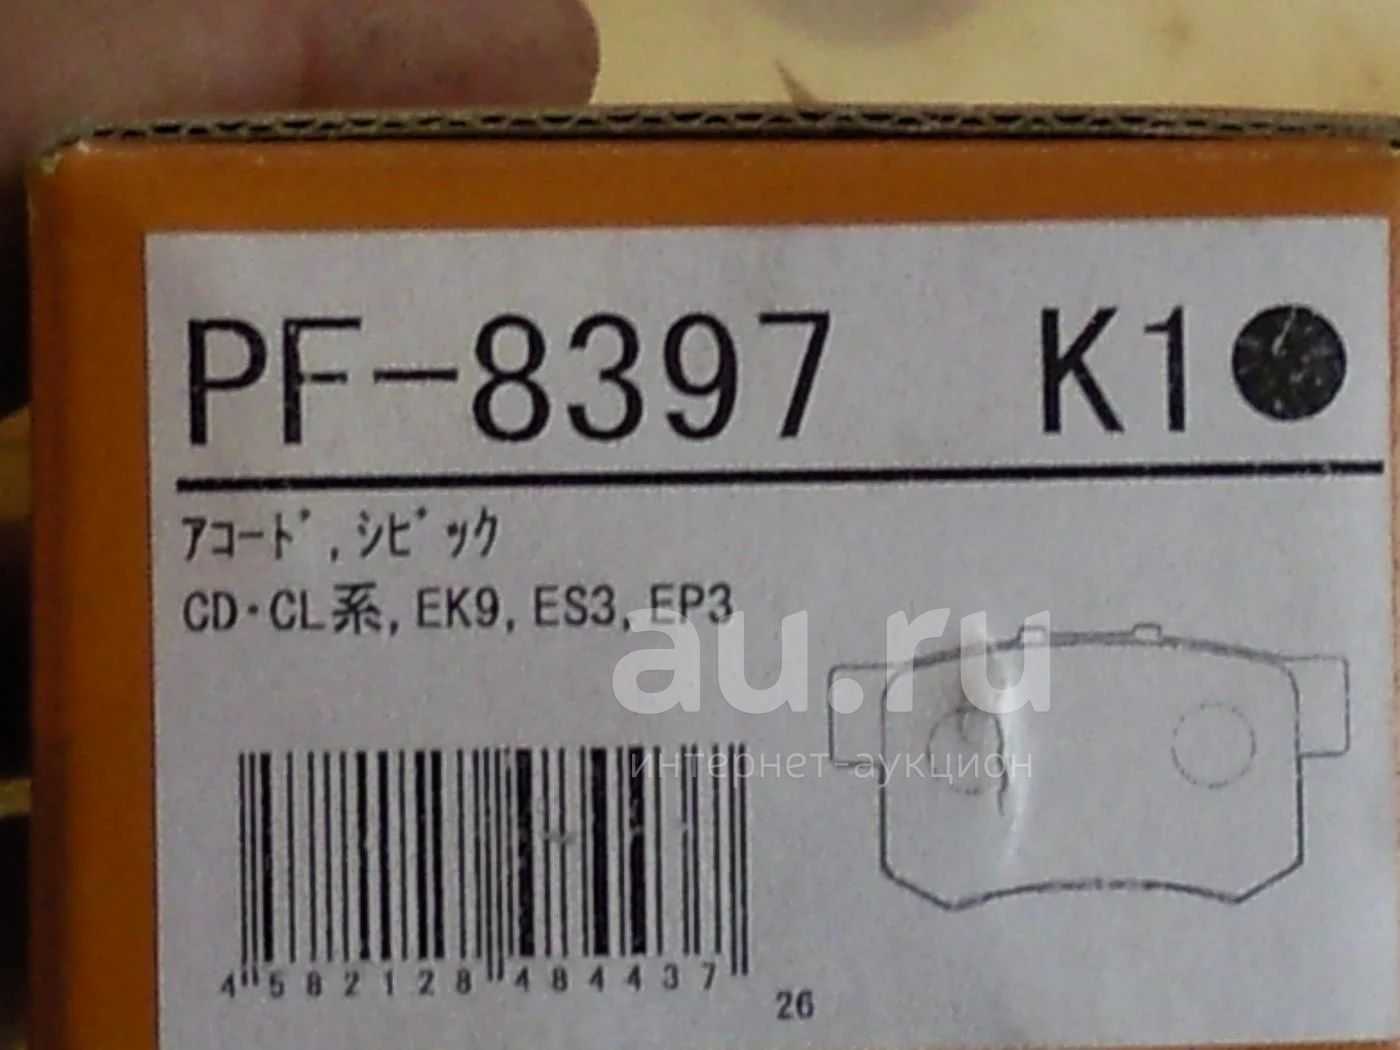 PF-8397 K1●
ｱｺｰﾄﾞ,ｼﾋﾞｯｸ
CD･CL系,EK9,ES3,EP3
au.ru
интернет-аукцион
4 582128 484437
26